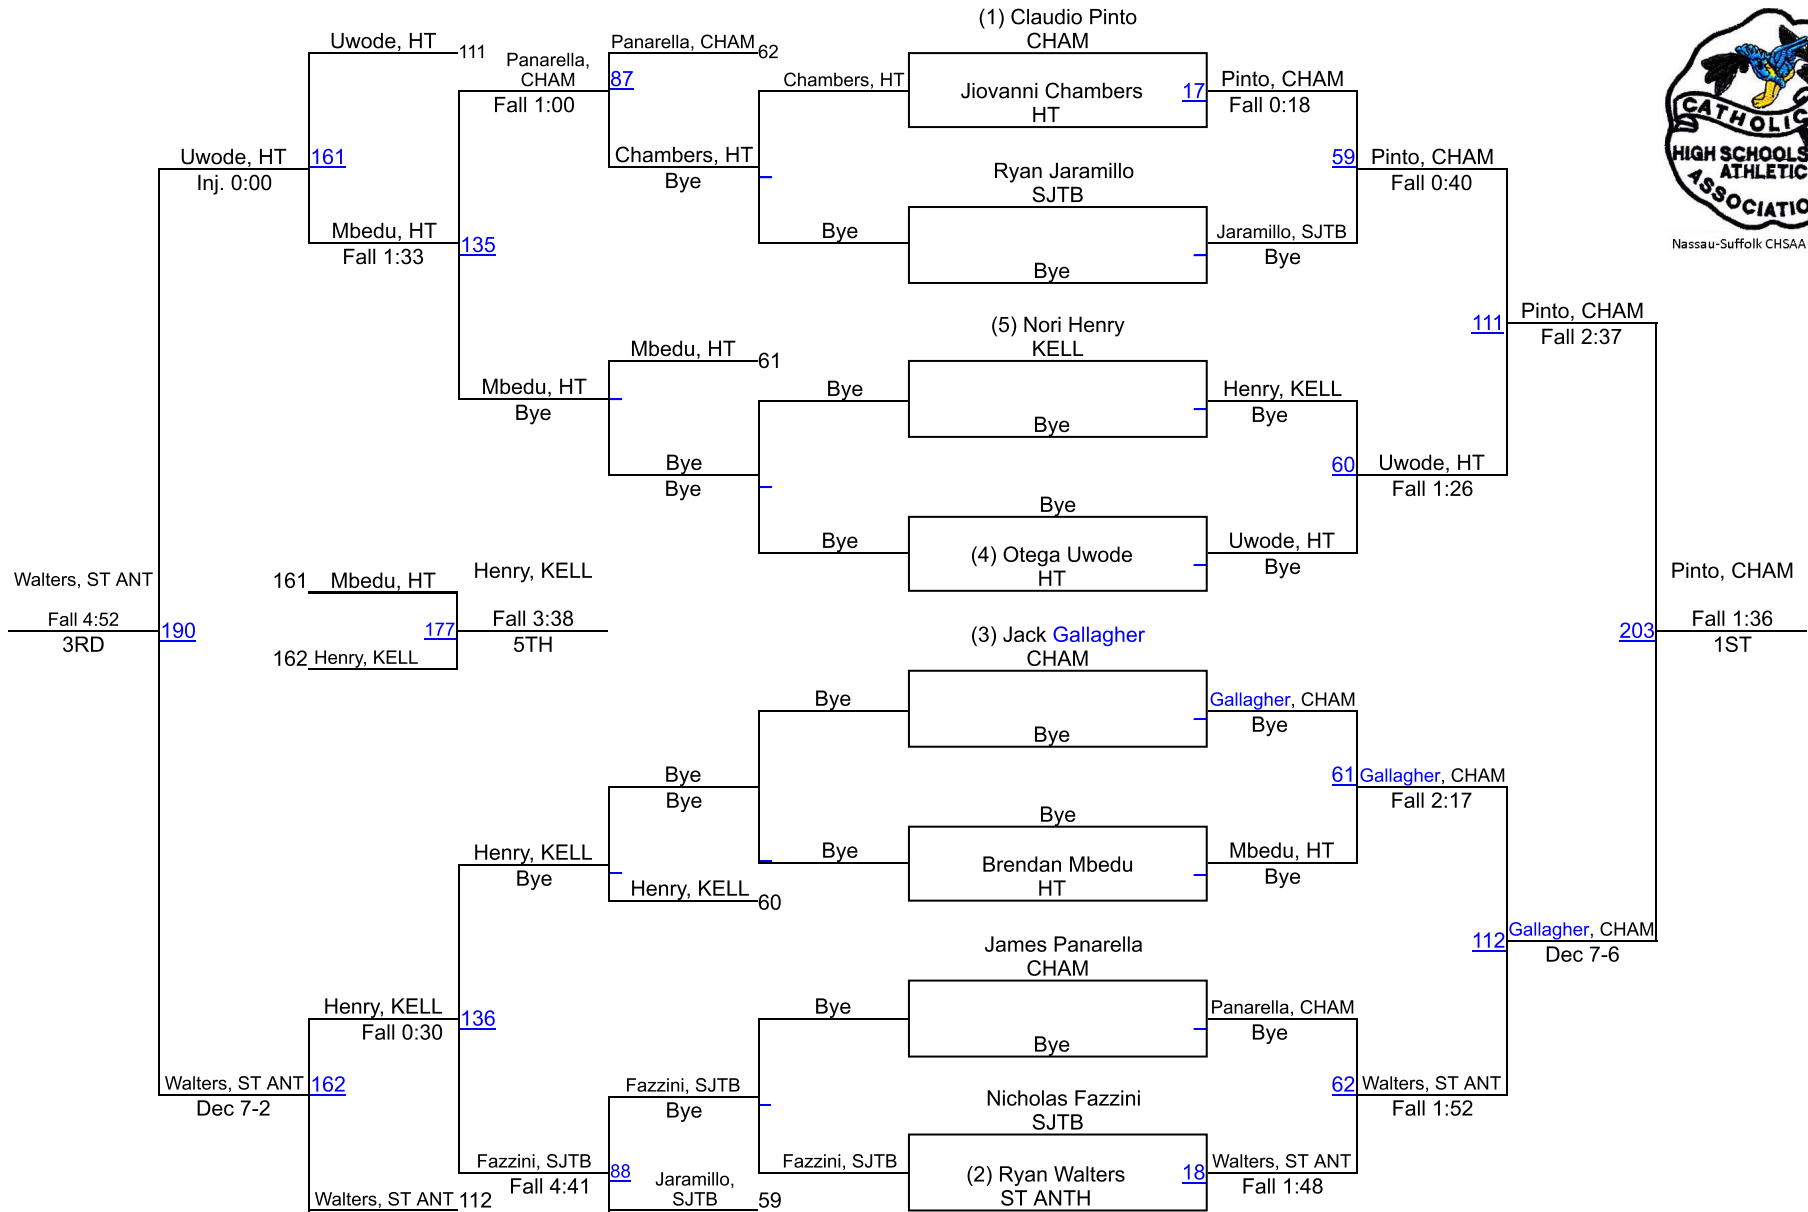 (1) Claudio Pinto
CHAM
Uwode, HT
111
Panarella,
CHAM
Fall 1:00
Panarella, CHAM
62
87
Chambers, HT
Jiovanni Chambers
HT
17
Pinto, CHAM
Fall 0:18
CATHOLIC
HIGH SCHOOLS
ATHLETIC
ASSOCIATIO
Nassau-Suffolk CHSAA
Uwode, HT
Inj. 0:00
161
Chambers, HT
Bye
Ryan Jaramillo
SJTB
59
Pinto, CHAM
Fall 0:40
Mbedu, HT
Fall 1:33
135
Bye
Bye
Jaramillo, SJTB
Bye
(5) Nori Henry
KELL
111
Pinto, CHAM
Fall 2:37
Mbedu, HT
61
Mbedu, HT
Bye
Bye
Bye
Henry, KELL
Bye
Bye
Bye
60
Uwode, HT
Fall 1:26
Bye
Bye
(4) Otega Uwode
HT
Uwode, HT
Bye
Walters, ST ANT
Fall 4:52
3RD
190
161
Mbedu, HT
Henry, KELL
177
Fall 3:38
5TH
162
Henry, KELL
Pinto, CHAM
203
Fall 1:36
1ST
(3) Jack Gallagher
CHAM
Bye
Bye
Gallagher, CHAM
Bye
Bye
Bye
61
Gallagher, CHAM
Fall 2:17
Bye
Bye
Brendan Mbedu
HT
Mbedu, HT
Bye
Henry, KELL
Bye
Henry, KELL
60
James Panarella
CHAM
112
Gallagher, CHAM
Dec 7-6
Henry, KELL
Fall 0:30
136
Bye
Bye
Panarella, CHAM
Bye
Walters, ST ANT
Dec 7-2
162
Fazzini, SJTB
Bye
Nicholas Fazzini
SJTB
62
Walters, ST ANT
Fall 1:52
Fazzini, SJTB
Fall 4:41
88
Fazzini, SJTB
(2) Ryan Walters
ST ANTH
18
Walters, ST ANT
Fall 1:48
Walters, ST ANT
112
Jaramillo,
SJTB
59